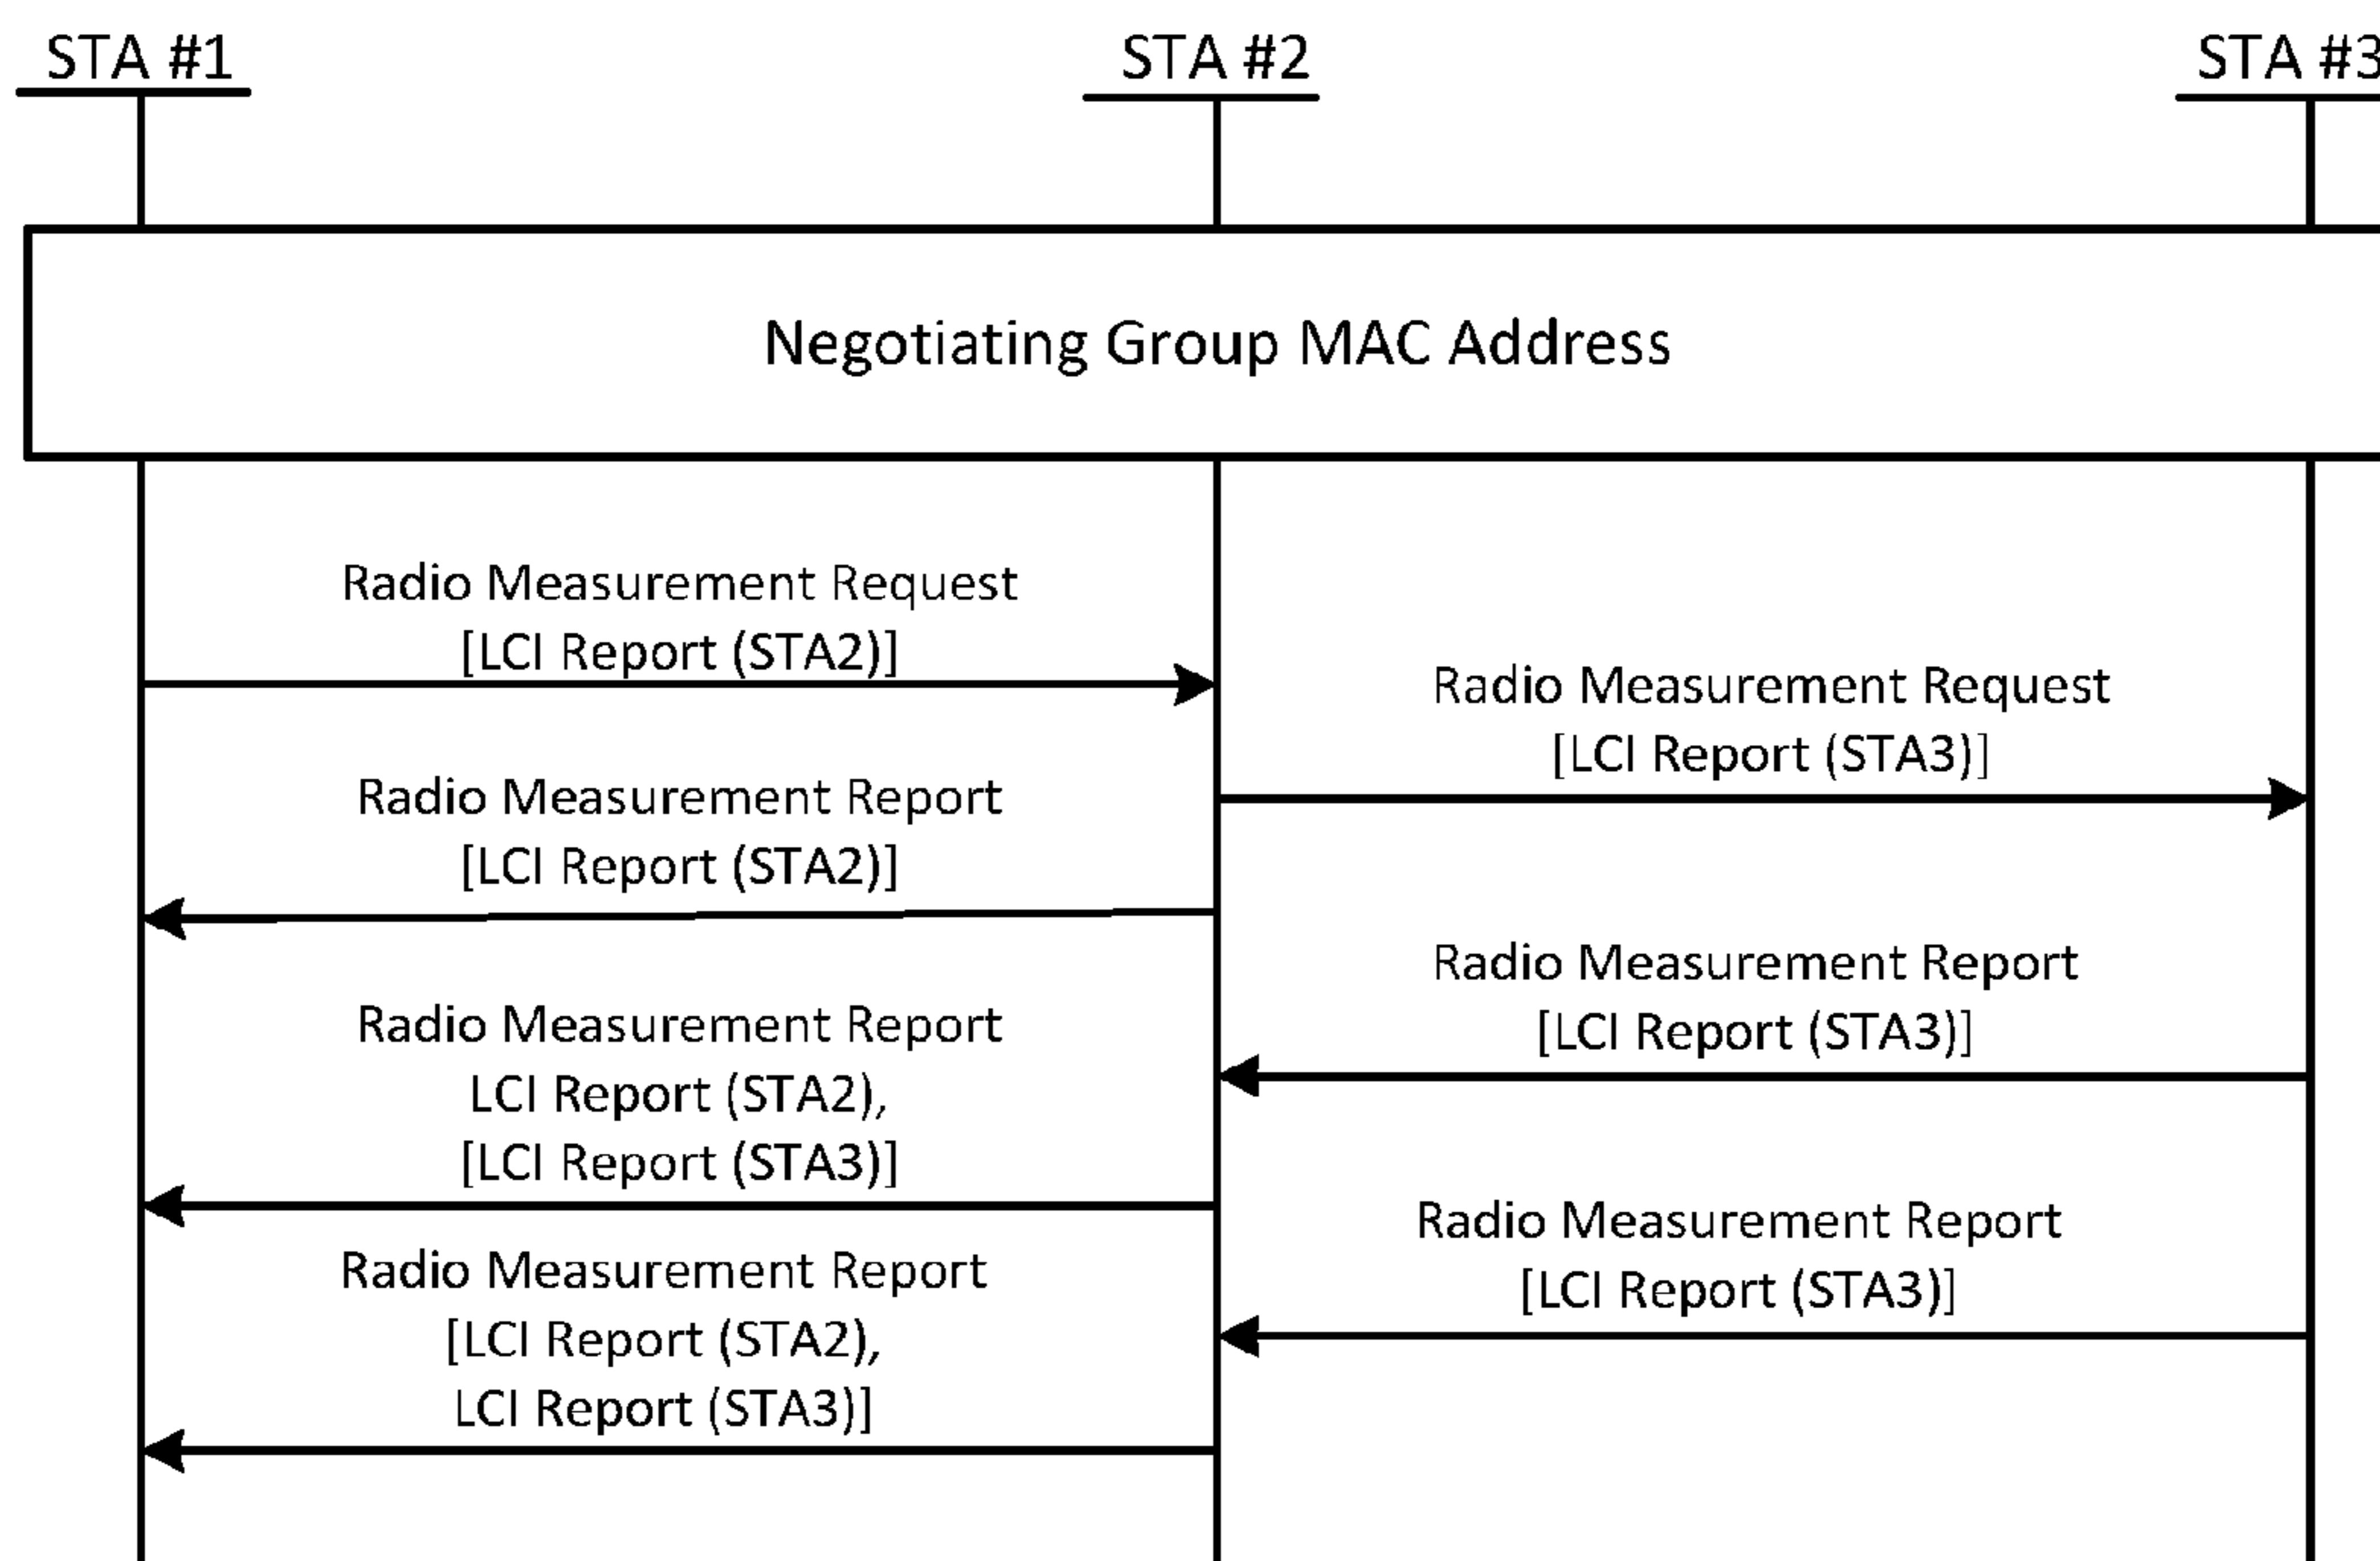 STA #1
STA #2
STA #3
Negotiating Group MAC Address
Radio Measurement Request
[LCI Report (STA2)]
Radio Measurement Request
[LCI Report (STA3)]
Radio Measurement Report
[LCI Report (STA2)]
Radio Measurement Report
[LCI Report (STA3)]
Radio Measurement Report
LCI Report (STA2),
[LCI Report (STA3)]
Radio Measurement Report
[LCI Report (STA3)]
Radio Measurement Report
[LCI Report (STA2),
LCI Report (STA3)]